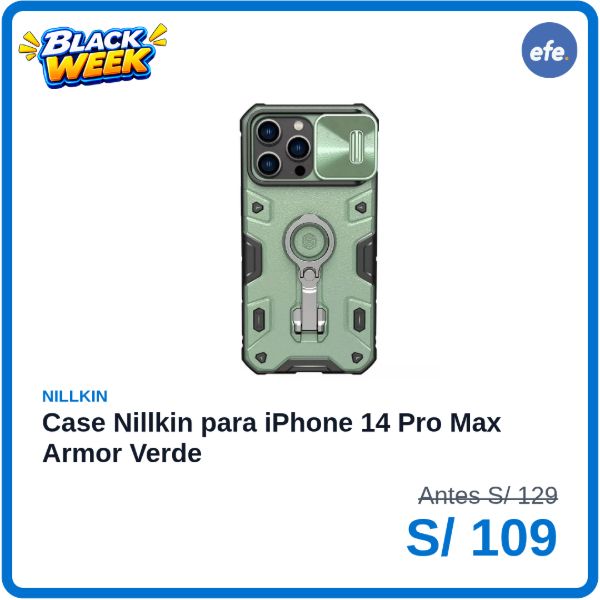 BLACK
WEEK
efe.
NILLKIN
Case Nillkin para iPhone 14 Pro Max
Armor Verde
Antes S/ 129
S/ 109